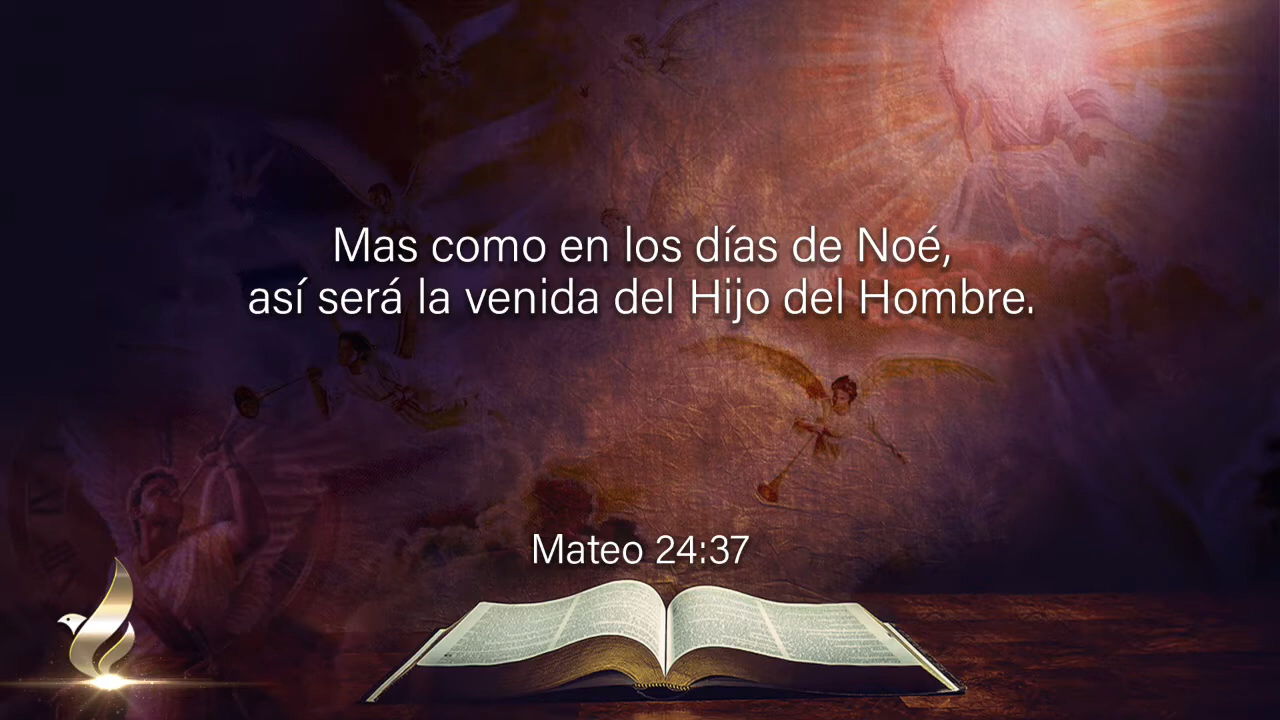 Mas como en los días de Noé,
así será la venida del Hijo del Hombre.
Mateo 24:37